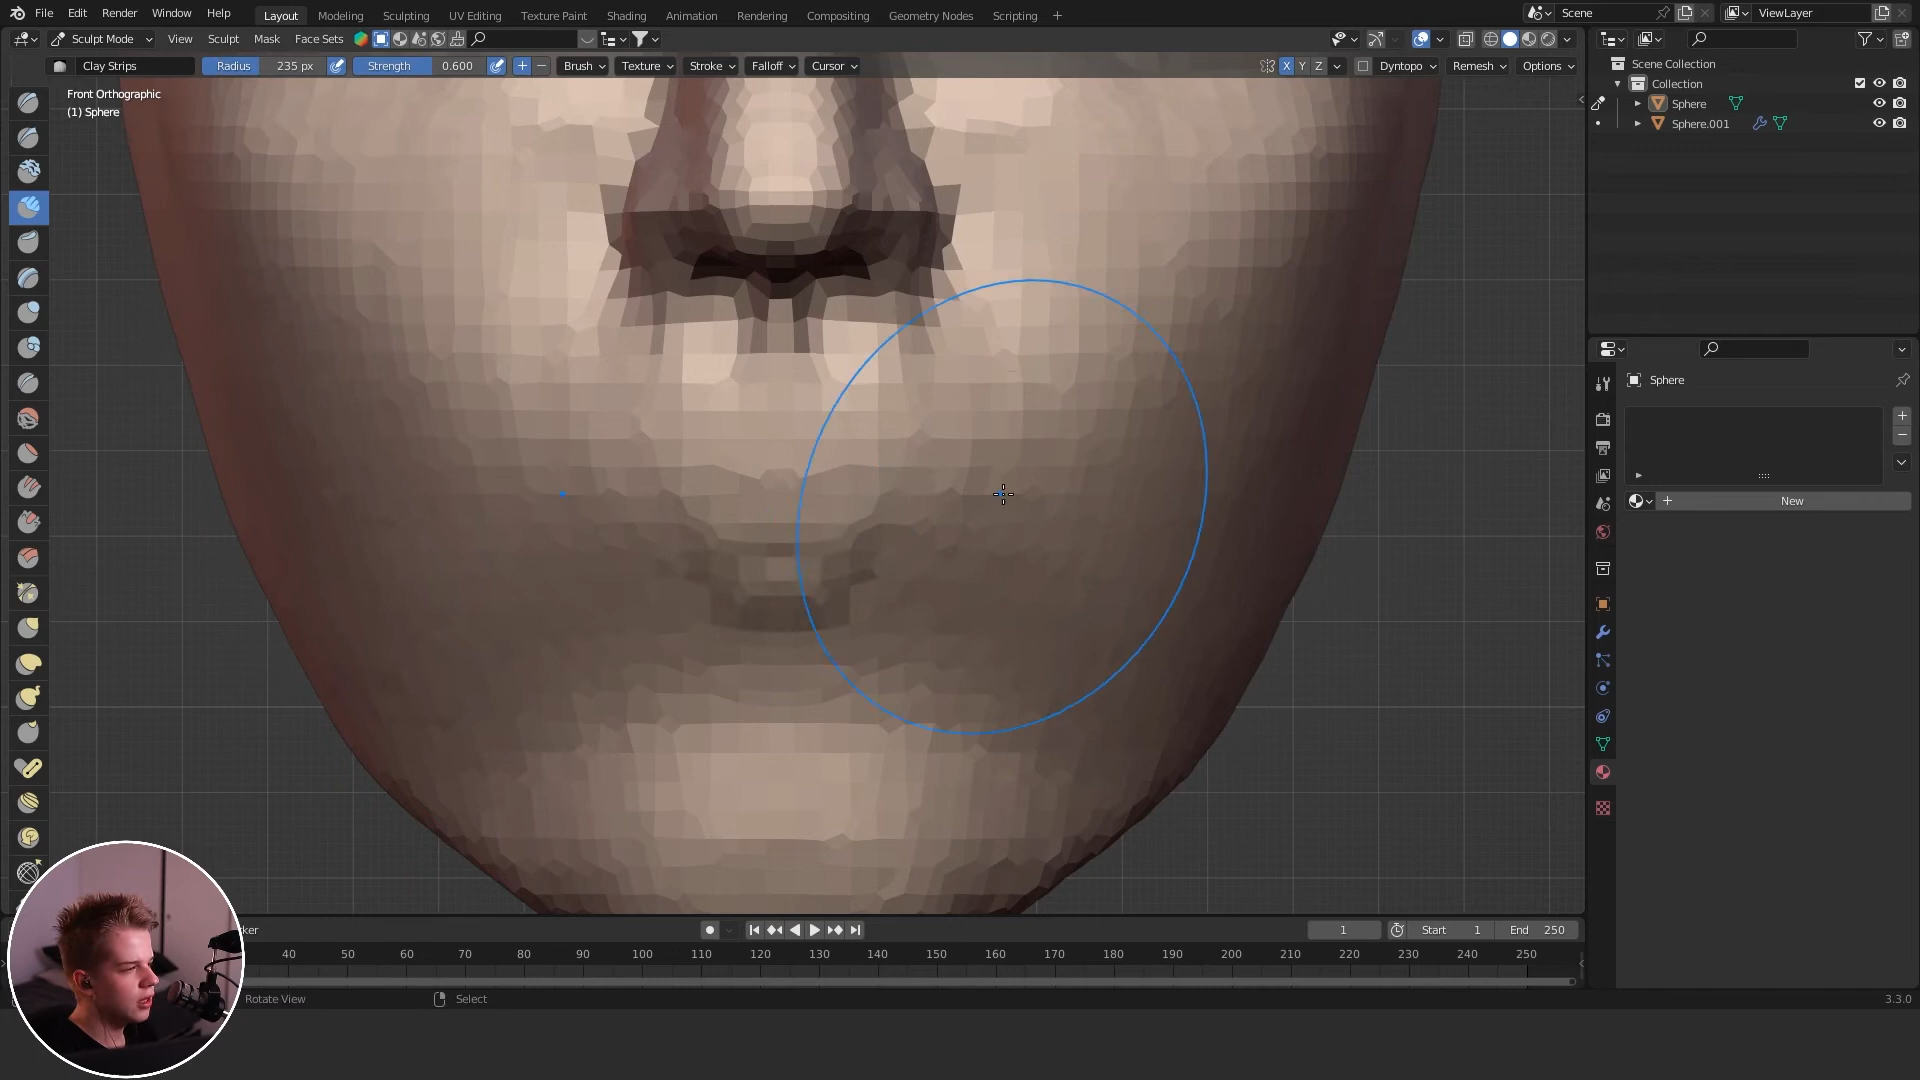 File Edit Render Window Help
Layout Modeling Sculpting UV Editing Texture Paint Shading Animation Rendering Compositing Geometry Nodes Scripting
Scene ViewLayer
Sculpt Mode View Sculpt Mask Face Sets
Clay Strips Radius 235 px Strength 0.600 Brush Texture Stroke Falloff Cursor X Y Z Dyntopo Remesh Options
Front Orthographic
(1) Sphere
Scene Collection
Collection
Sphere
Sphere.001
Sphere
New
ker 1 Start 1 End 250
40 50 60 70 80 90 100 110 120 130 140 150 160 170 180 190 200 210 220 230 240 250
Rotate View Select 3.3.0